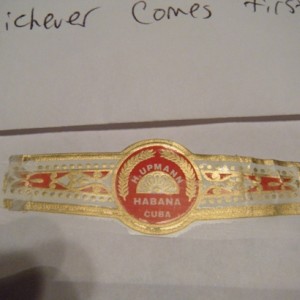 ichever comes first
H.UPMANN
HABANA
CUBA